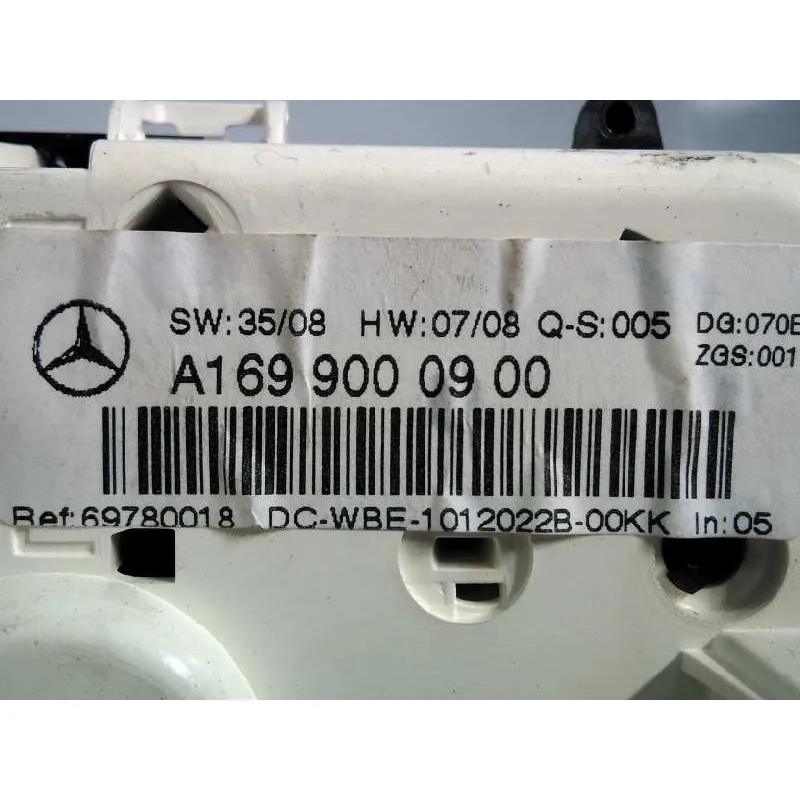 SW:35/08 HW:07/08 Q-S:005 DG:070E
ZGS:001
A169 900 09 00
Ref:69780018 DC-WBE-1012022B-00KK In:05